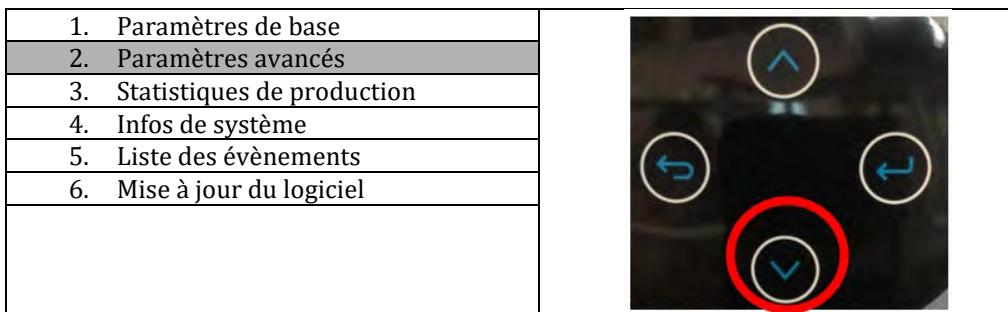 1. Paramètres de base
2. Paramètres avancés
3. Statistiques de production
4. Infos de système
5. Liste des évènements
6. Mise à jour du logiciel